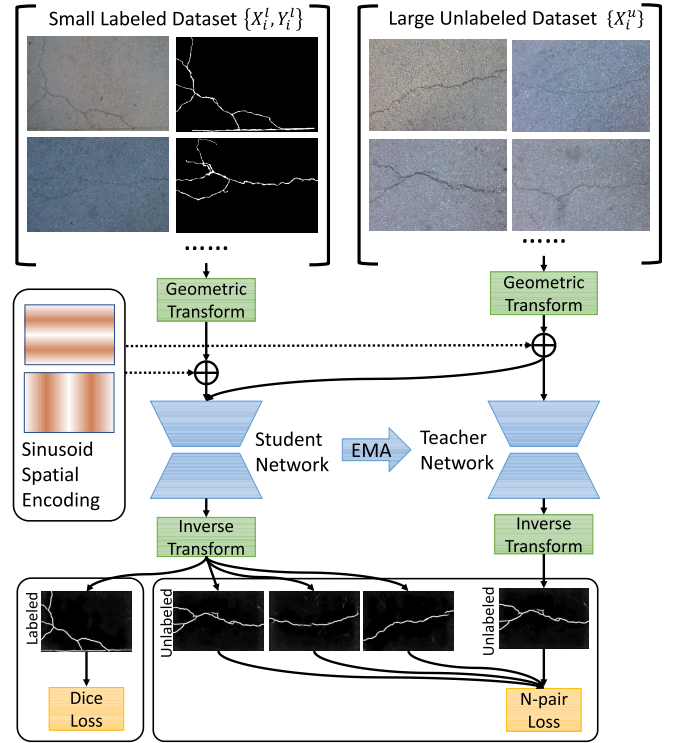 Small Labeled Dataset {X_i^l, Y_i^l}
Large Unlabeled Dataset {X_i^u}
......
......
Geometric
Transform
Geometric
Transform
Sinusoid
Spatial
Encoding
Student
Network
EMA
Teacher
Network
Inverse
Transform
Inverse
Transform
Labeled
Unlabeled
Unlabeled
Dice
Loss
N-pair
Loss